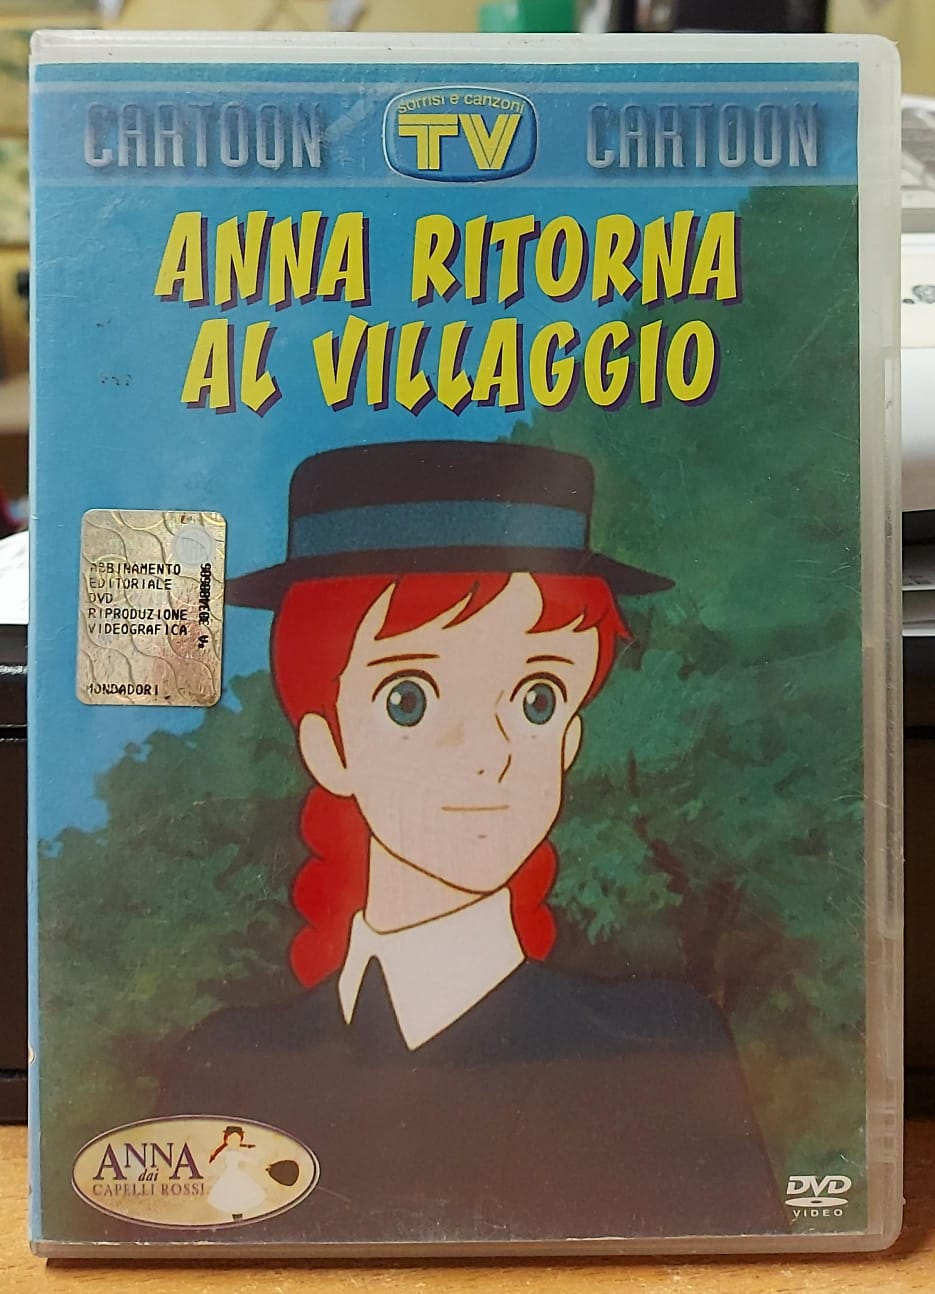 CARTOON
sorrisi e canzoni
TV
CARTOON
ANNA RITORNA
AL VILLAGGIO
ABBINAMENTO
EDITORIALE
DVD
RIPRODUZIONE
VIDEOGRAFICA
MONDADORI
ANNA
dai
CAPELLI ROSSI
DVD
VIDEO